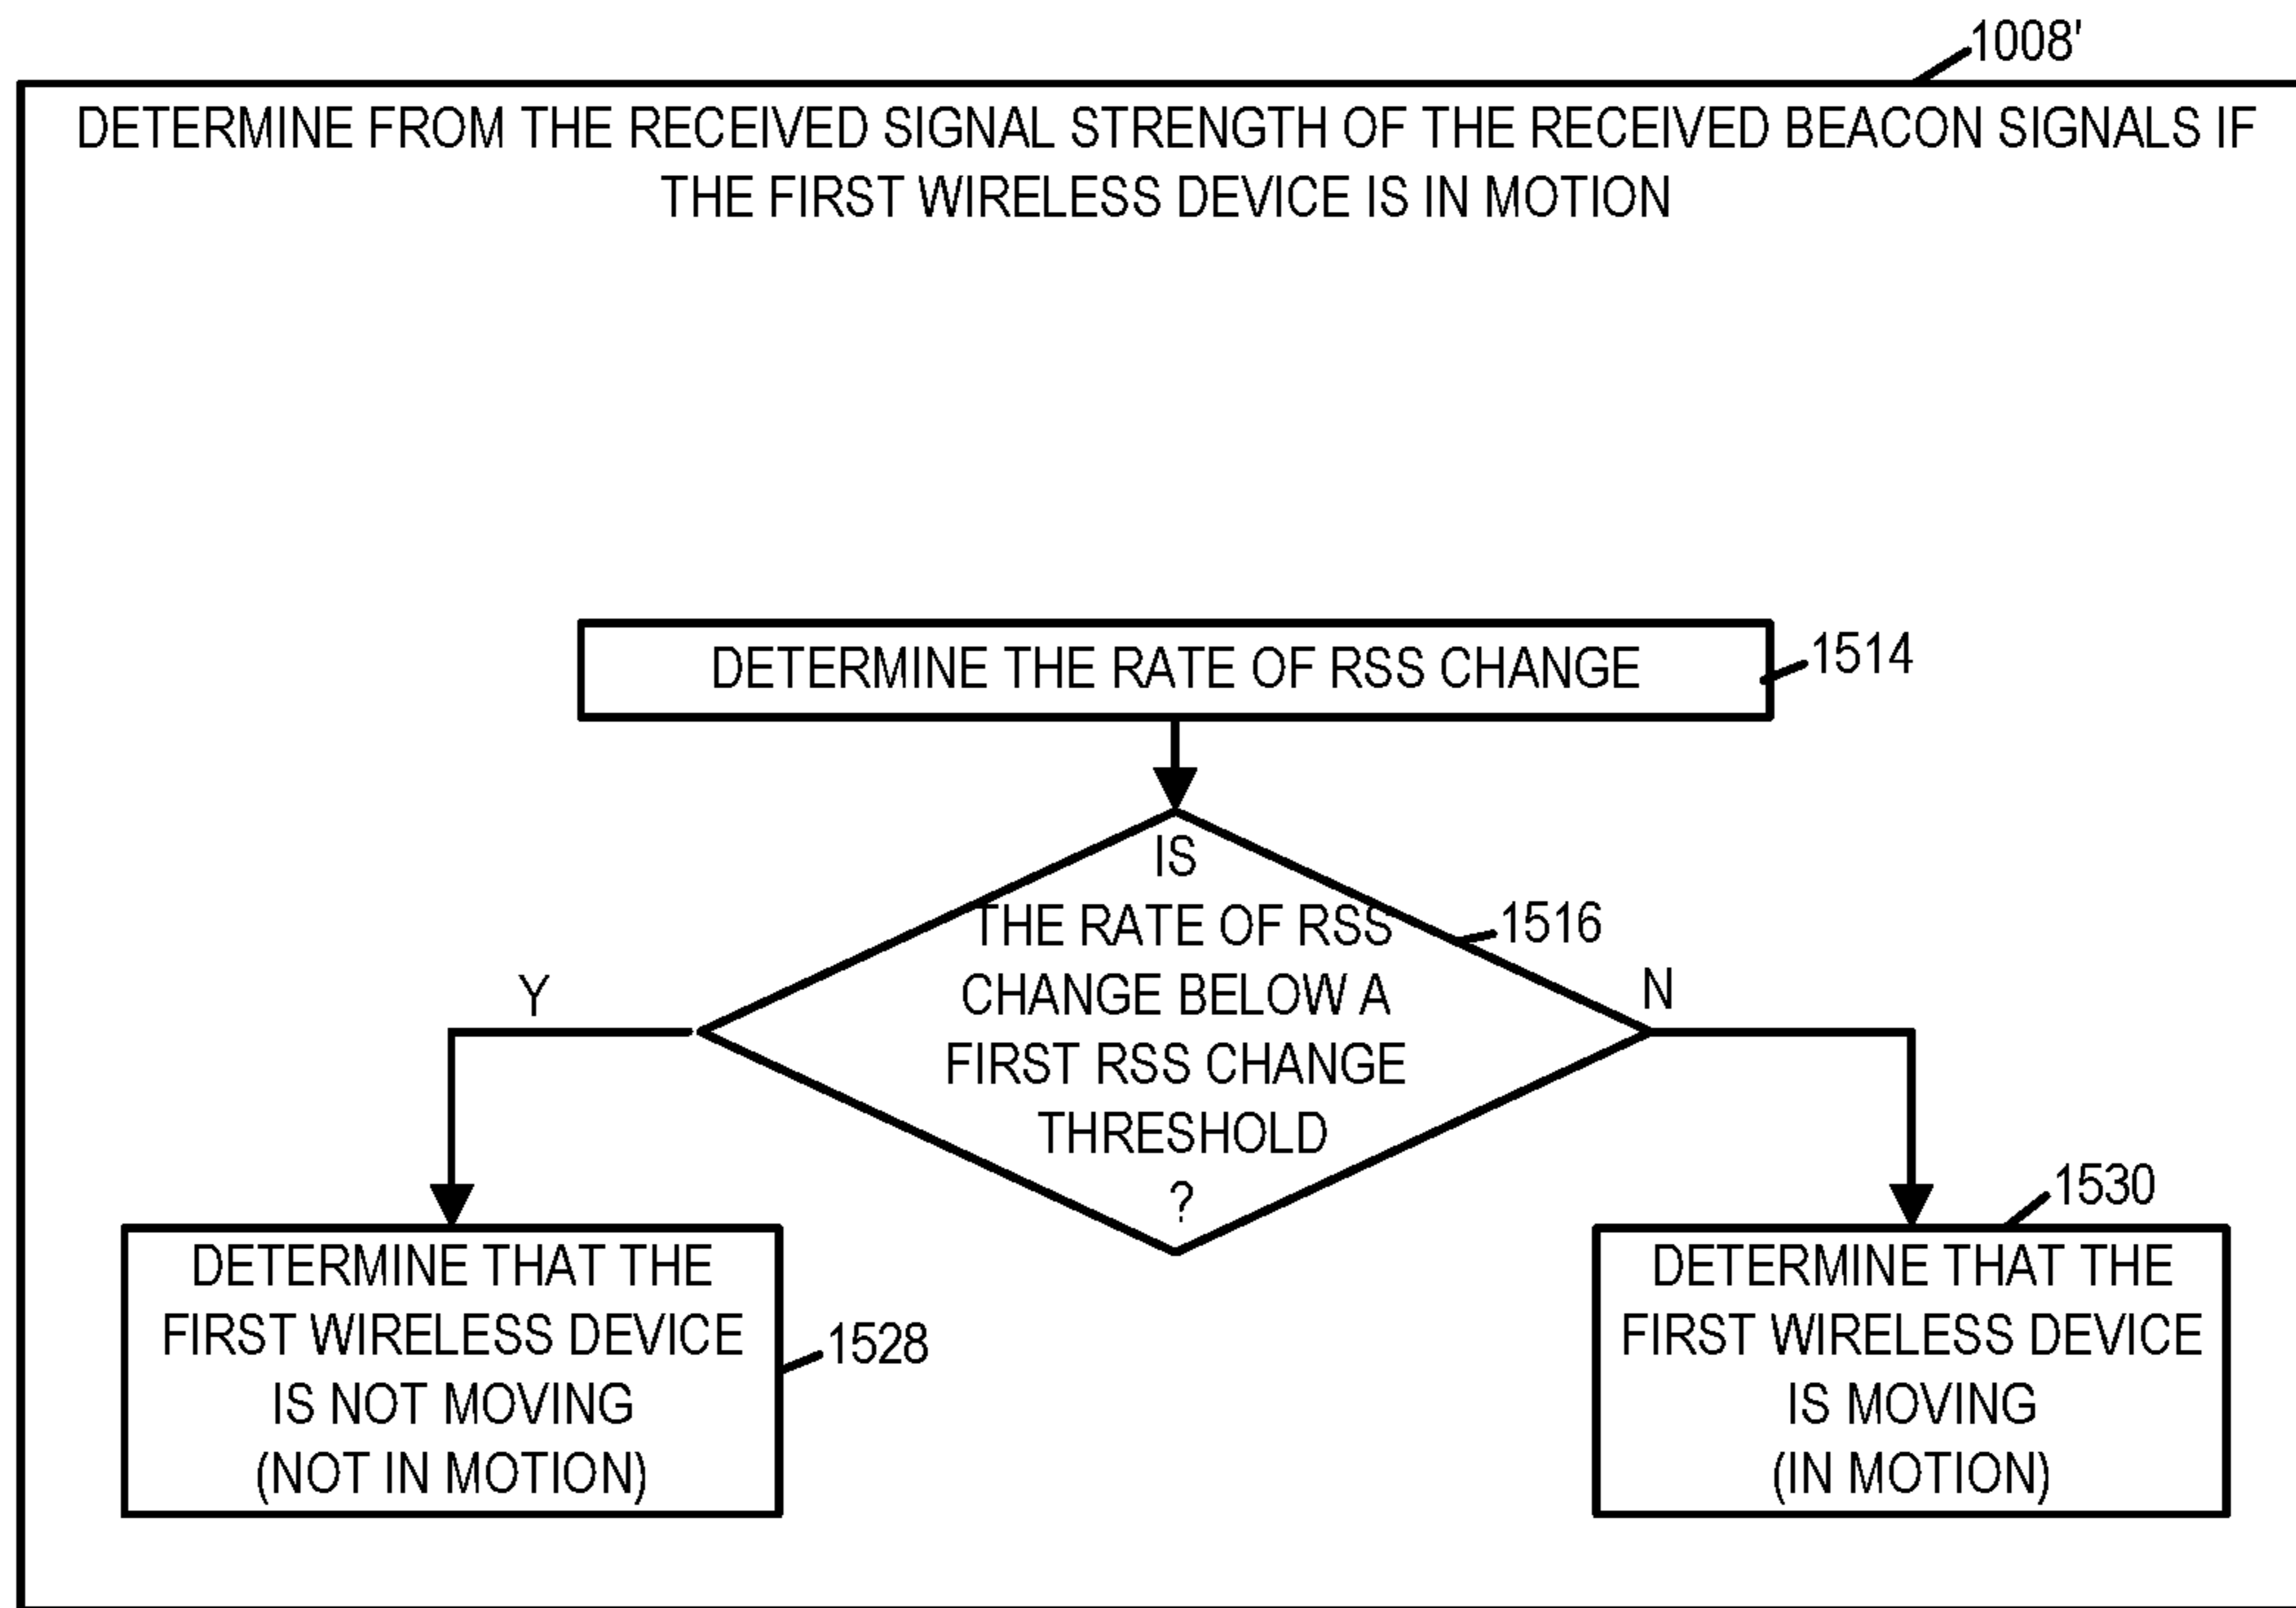 1008'
DETERMINE FROM THE RECEIVED SIGNAL STRENGTH OF THE RECEIVED BEACON SIGNALS IF
THE FIRST WIRELESS DEVICE IS IN MOTION
DETERMINE THE RATE OF RSS CHANGE
1514
IS
THE RATE OF RSS
CHANGE BELOW A
FIRST RSS CHANGE
THRESHOLD
?
1516
Y
N
DETERMINE THAT THE
FIRST WIRELESS DEVICE
IS NOT MOVING
(NOT IN MOTION)
1528
1530
DETERMINE THAT THE
FIRST WIRELESS DEVICE
IS MOVING
(IN MOTION)